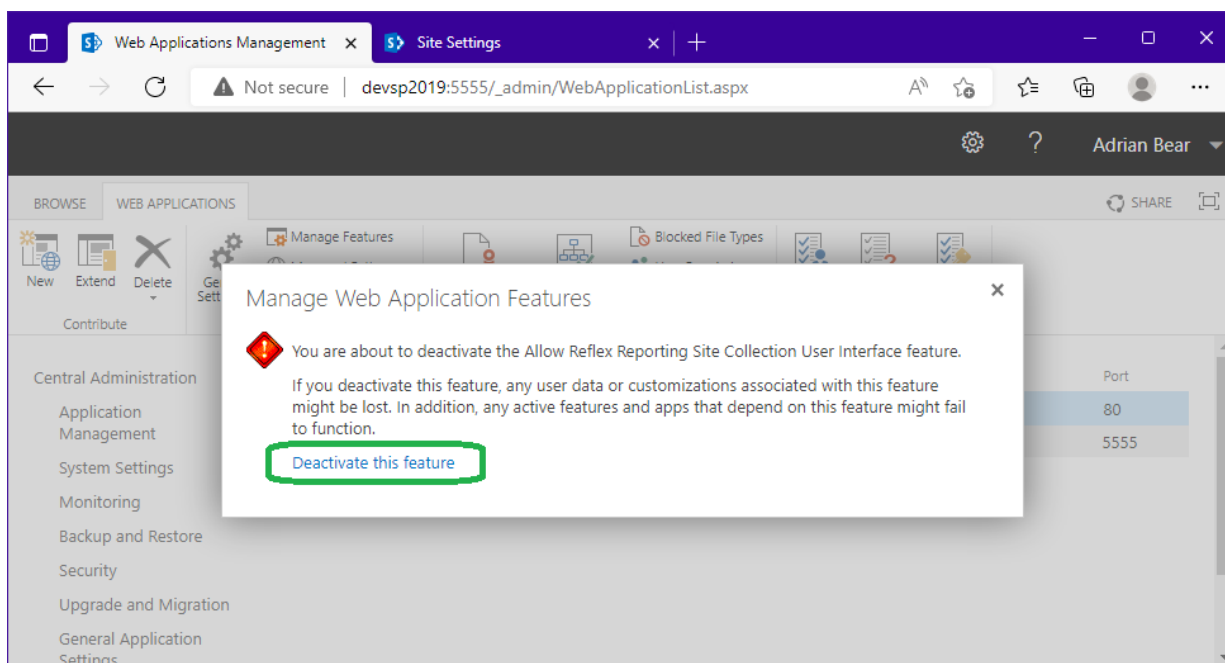 Web Applications Management
Site Settings
Not secure devsp2019:5555/_admin/WebApplicationList.aspx
Adrian Bear
BROWSE WEB APPLICATIONS SHARE
Manage Features
Blocked File Types
New Extend Delete
Contribute
Manage Web Application Features
You are about to deactivate the Allow Reflex Reporting Site Collection User Interface feature.
If you deactivate this feature, any user data or customizations associated with this feature
might be lost. In addition, any active features and apps that depend on this feature might fail
to function.
Deactivate this feature
Central Administration
Application
Management
System Settings
Monitoring
Backup and Restore
Security
Upgrade and Migration
General Application
Settings
Port
80
5555